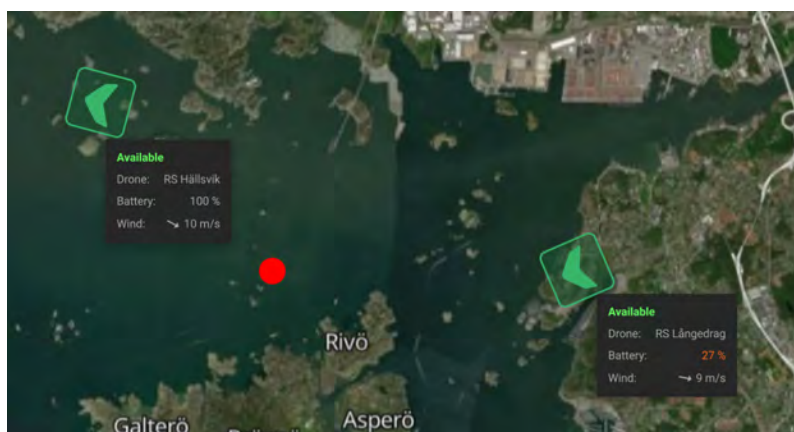 Available
Drone: RS Hällsvik
Battery: 100 %
Wind: ↘ 10 m/s
Available
Drone: RS Långedrag
Battery: 27 %
Wind: → 9 m/s
Rivö
Galterö
Asperö